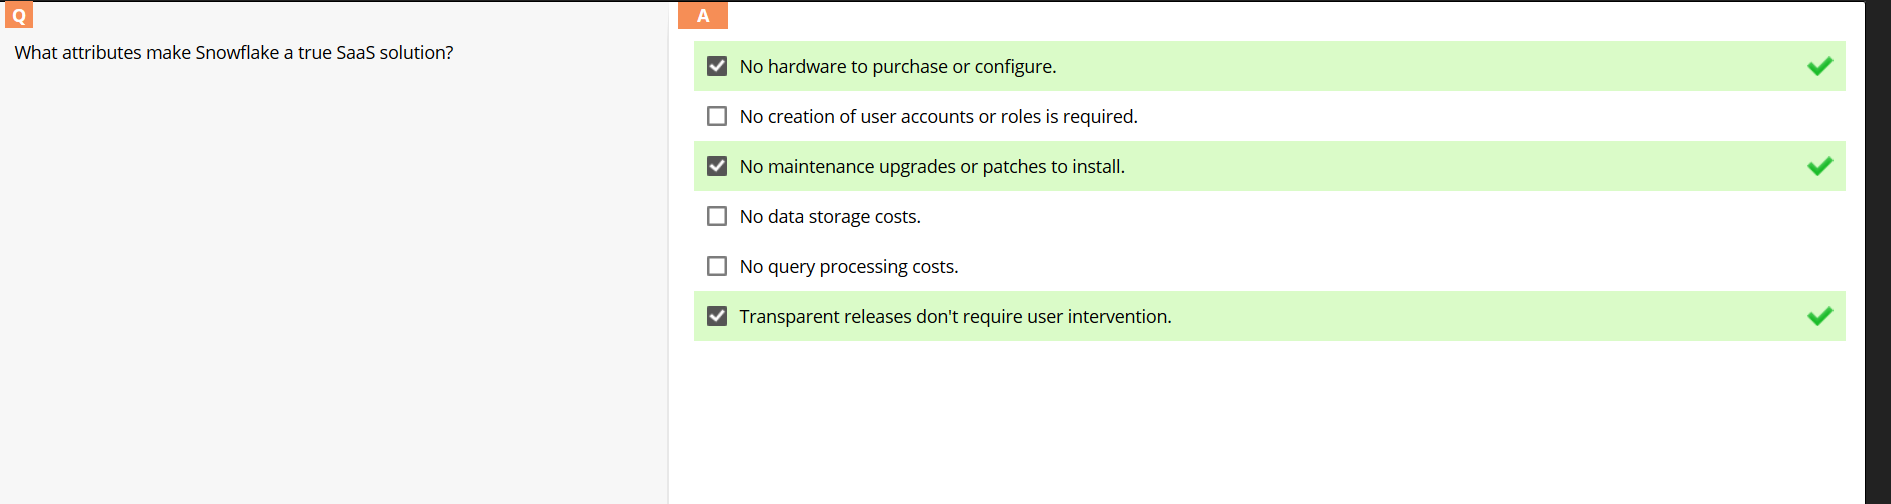 Q
What attributes make Snowflake a true SaaS solution?
A
No hardware to purchase or configure.
No creation of user accounts or roles is required.
No maintenance upgrades or patches to install.
No data storage costs.
No query processing costs.
Transparent releases don't require user intervention.